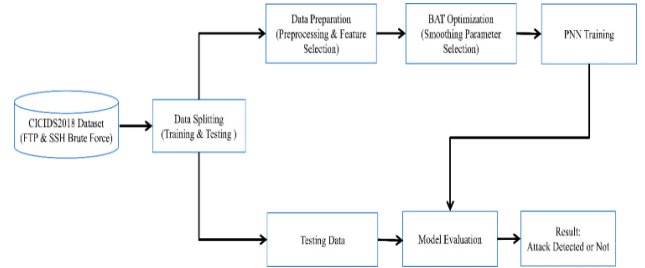 Data Preparation
(Preprocessing & Feature
Selection)
BAT Optimization
(Smoothing Parameter
Selection)
PNN Training
CICIDS2018 Dataset
(FTP & SSH Brute Force)
Data Splitting
(Training & Testing )
Testing Data
Model Evaluation
Result:
Attack Detected or Not